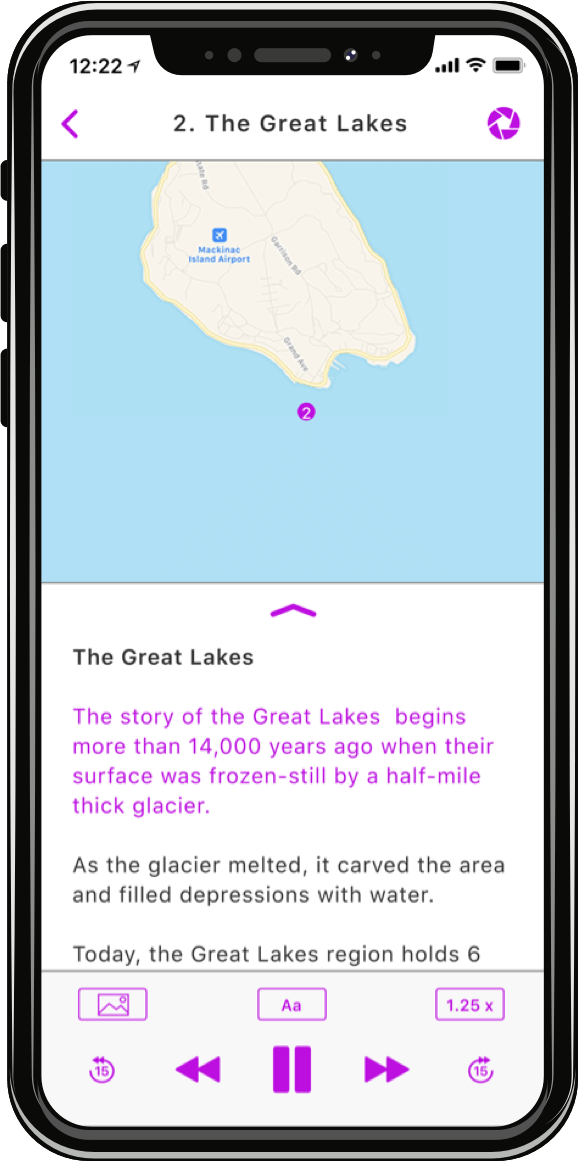 12:22
2. The Great Lakes
ate Rd
Mackinac
Island Airport
Garrison Rd
Grand Ave
2
The Great Lakes
The story of the Great Lakes  begins
more than 14,000 years ago when their
surface was frozen-still by a half-mile
thick glacier.
As the glacier melted, it carved the area
and filled depressions with water.
Today, the Great Lakes region holds 6
Aa
1.25 x
15
15